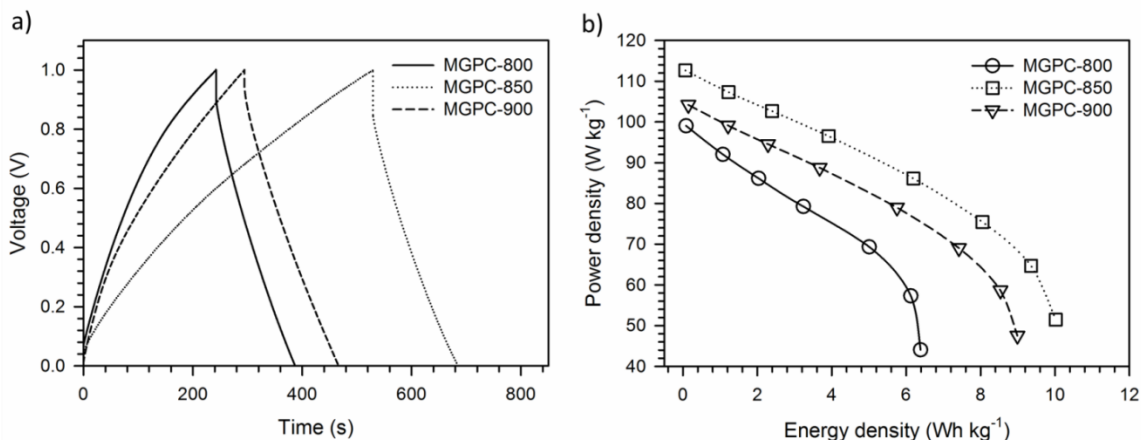 a)
MGPC-800
MGPC-850
MGPC-900
1.0
0.8
0.6
0.4
0.2
0.0
Voltage (V)
0 200 400 600 800
Time (s)
b)
MGPC-800
MGPC-850
MGPC-900
120
110
100
90
80
70
60
50
40
Power density (W kg⁻¹)
0 2 4 6 8 10 12
Energy density (Wh kg⁻¹)